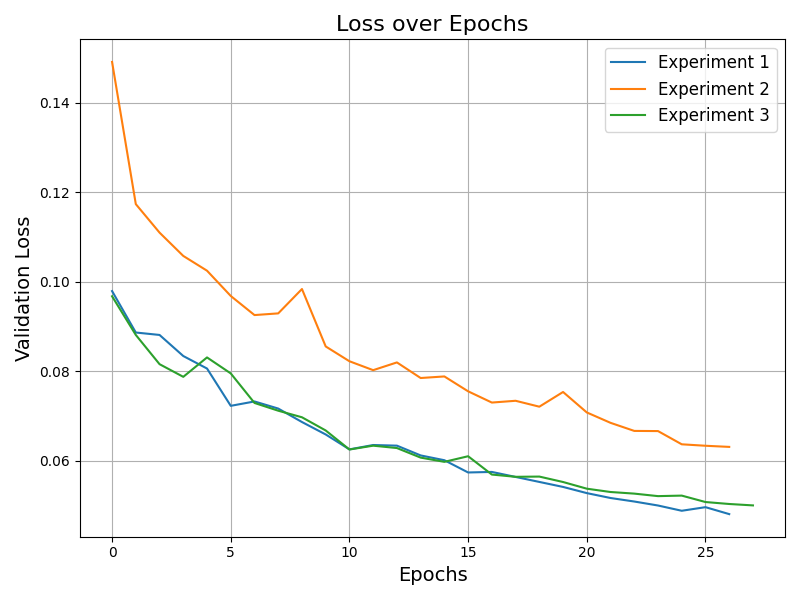 Loss over Epochs
Experiment 1
Experiment 2
Experiment 3
Validation Loss
0.14
0.12
0.10
0.08
0.06
0 5 10 15 20 25
Epochs